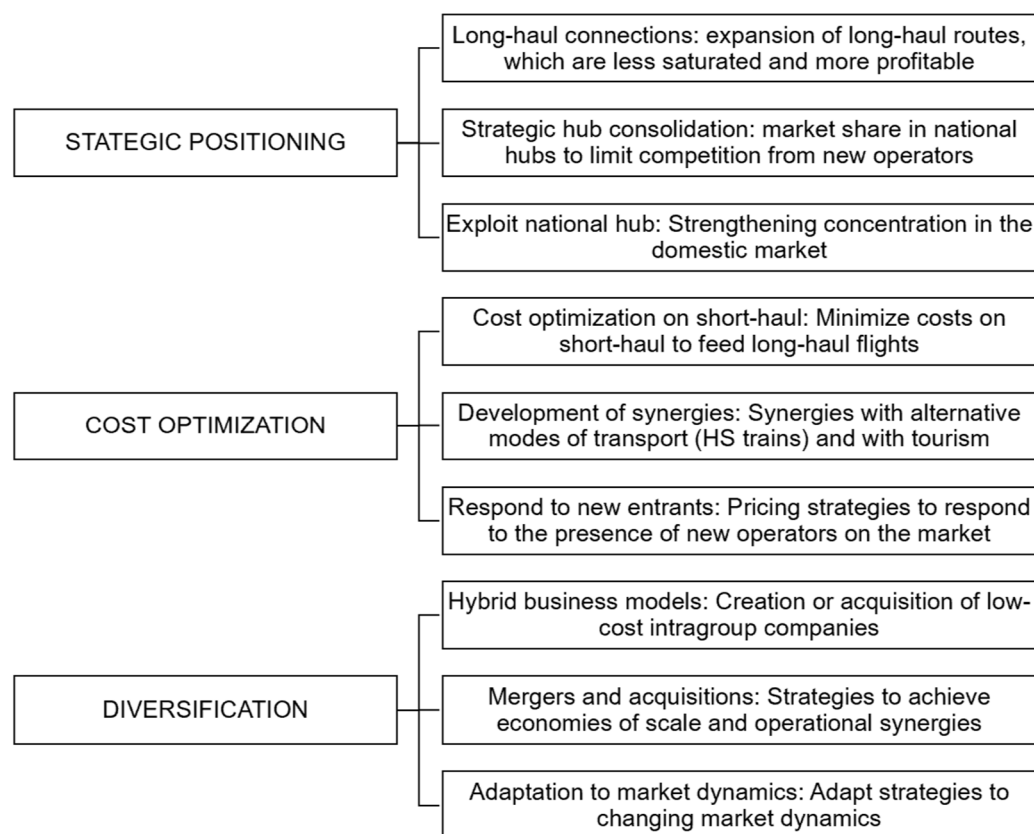 Long-haul connections: expansion of long-haul routes,
which are less saturated and more profitable
STATEGIC POSITIONING
Strategic hub consolidation: market share in national
hubs to limit competition from new operators
Exploit national hub: Strengthening concentration in the
domestic market
Cost optimization on short-haul: Minimize costs on
short-haul to feed long-haul flights
COST OPTIMIZATION
Development of synergies: Synergies with alternative
modes of transport (HS trains) and with tourism
Respond to new entrants: Pricing strategies to respond
to the presence of new operators on the market
Hybrid business models: Creation or acquisition of low-
cost intragroup companies
DIVERSIFICATION
Mergers and acquisitions: Strategies to achieve
economies of scale and operational synergies
Adaptation to market dynamics: Adapt strategies to
changing market dynamics